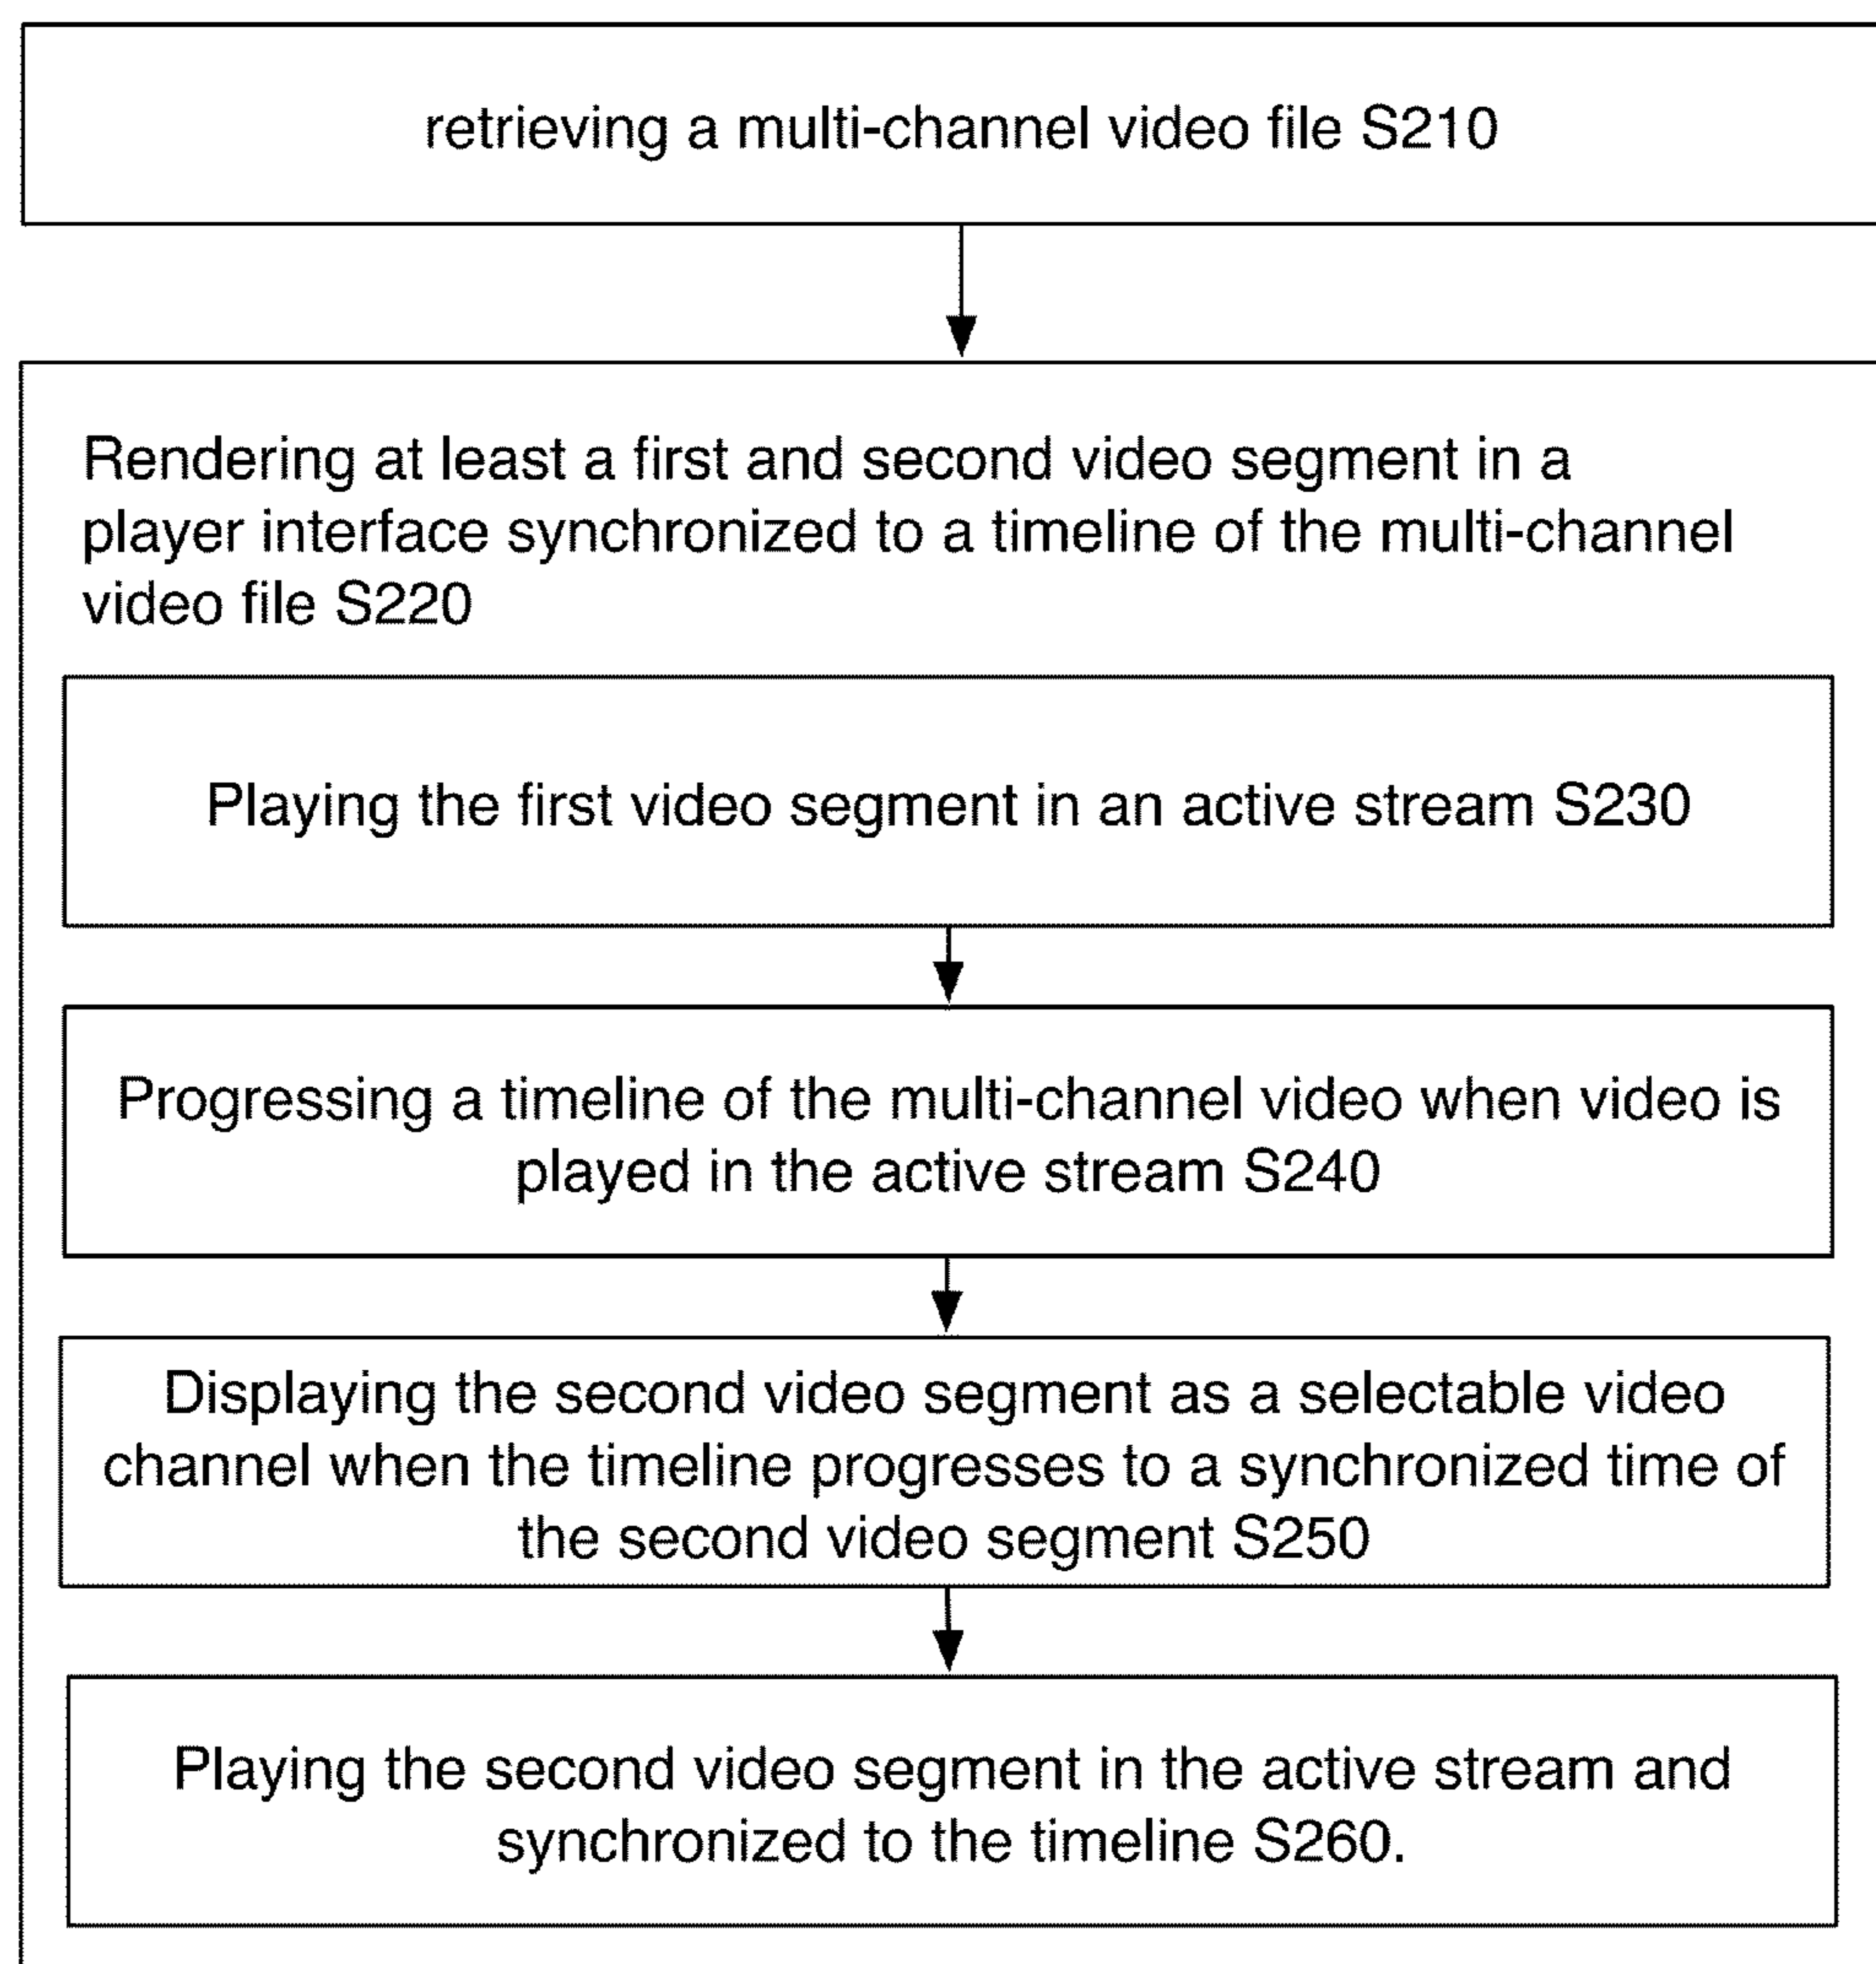 retrieving a multi-channel video file S210
Rendering at least a first and second video segment in a
player interface synchronized to a timeline of the multi-channel
video file S220
Playing the first video segment in an active stream S230
Progressing a timeline of the multi-channel video when video is
played in the active stream S240
Displaying the second video segment as a selectable video
channel when the timeline progresses to a synchronized time of
the second video segment S250
Playing the second video segment in the active stream and
synchronized to the timeline S260.